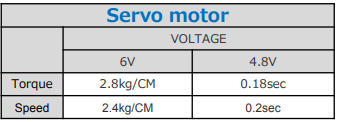 Servo motor
VOLTAGE
6V 4.8V
Torque 2.8kg/CM 0.18sec
Speed 2.4kg/CM 0.2sec